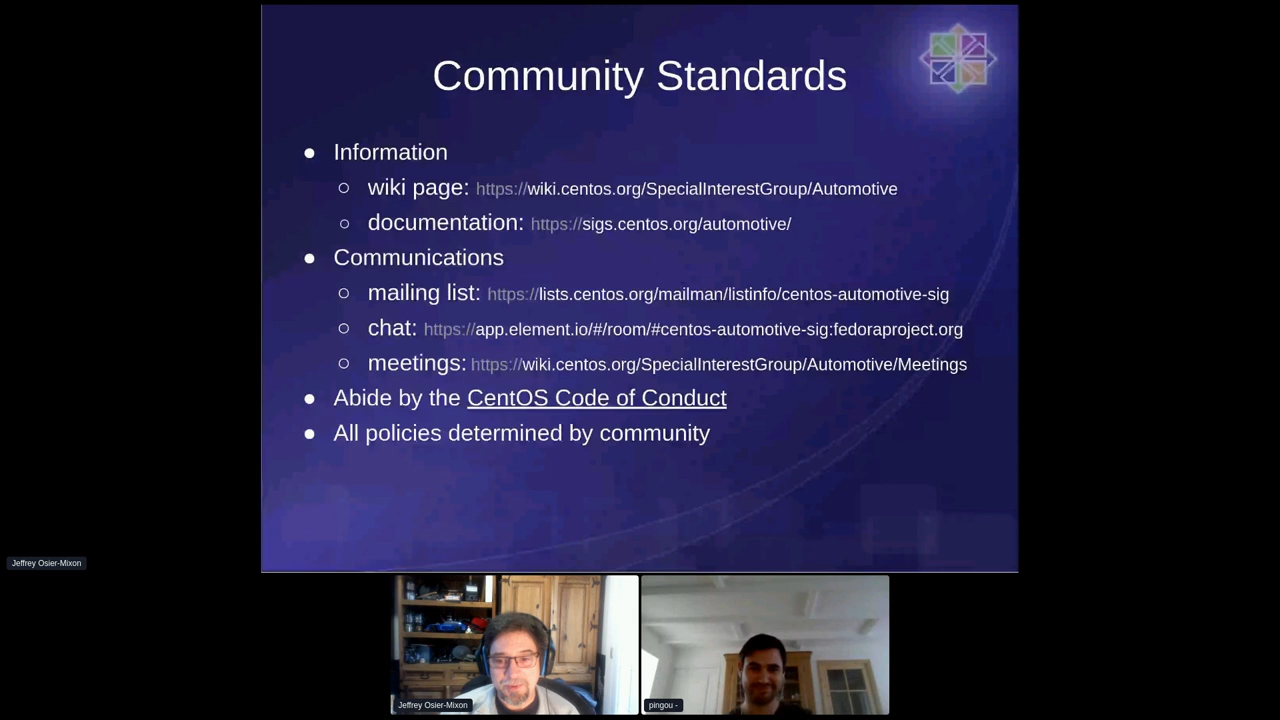 Community Standards
● Information
○ wiki page: https://wiki.centos.org/SpecialInterestGroup/Automotive
○ documentation: https://sigs.centos.org/automotive/
● Communications
○ mailing list: https://lists.centos.org/mailman/listinfo/centos-automotive-sig
○ chat: https://app.element.io/#/room/#centos-automotive-sig:fedoraproject.org
○ meetings: https://wiki.centos.org/SpecialInterestGroup/Automotive/Meetings
● Abide by the CentOS Code of Conduct
● All policies determined by community
Jeffrey Osier-Mixon
Jeffrey Osier-Mixon
pingou -